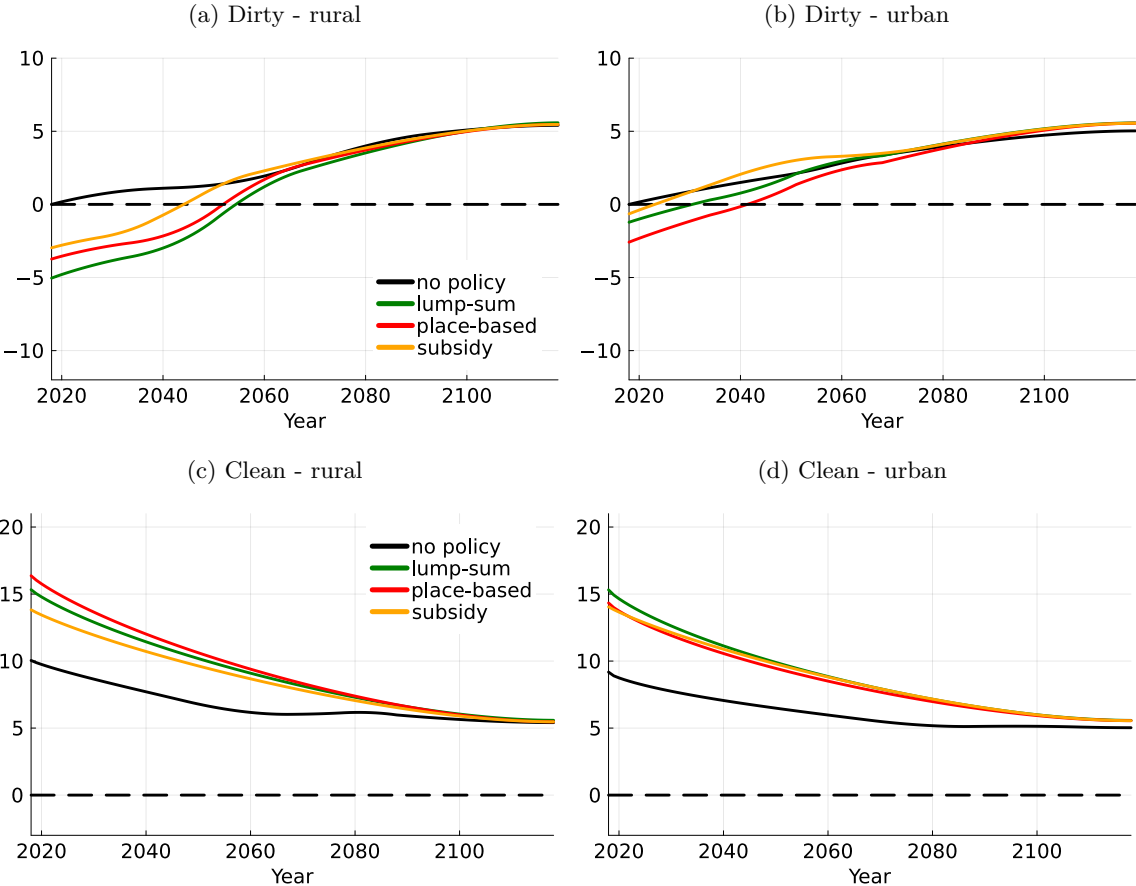 (a) Dirty - rural
10
5
0
−5
−10
no policy
lump-sum
place-based
subsidy
2020 2040 2060 2080 2100
Year
(b) Dirty - urban
10
5
0
−5
−10
2020 2040 2060 2080 2100
Year
(c) Clean - rural
20
15
10
5
0
no policy
lump-sum
place-based
subsidy
2020 2040 2060 2080 2100
Year
(d) Clean - urban
20
15
10
5
0
2020 2040 2060 2080 2100
Year